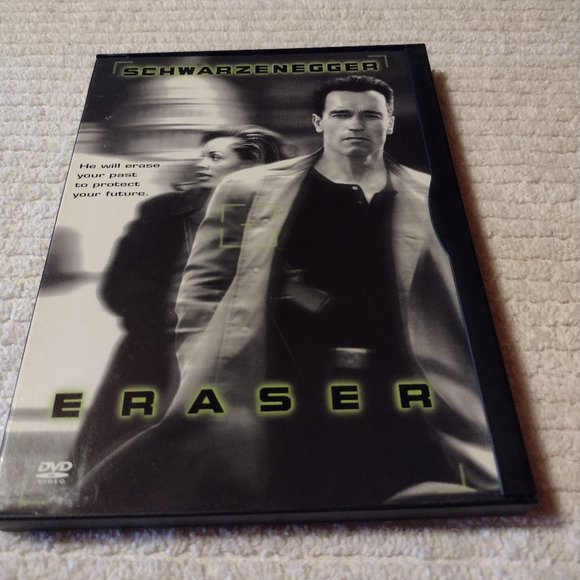 SCHWARZENEGGER
He will erase
your past
to protect
your future.
ERASER
DVD
VIDEO